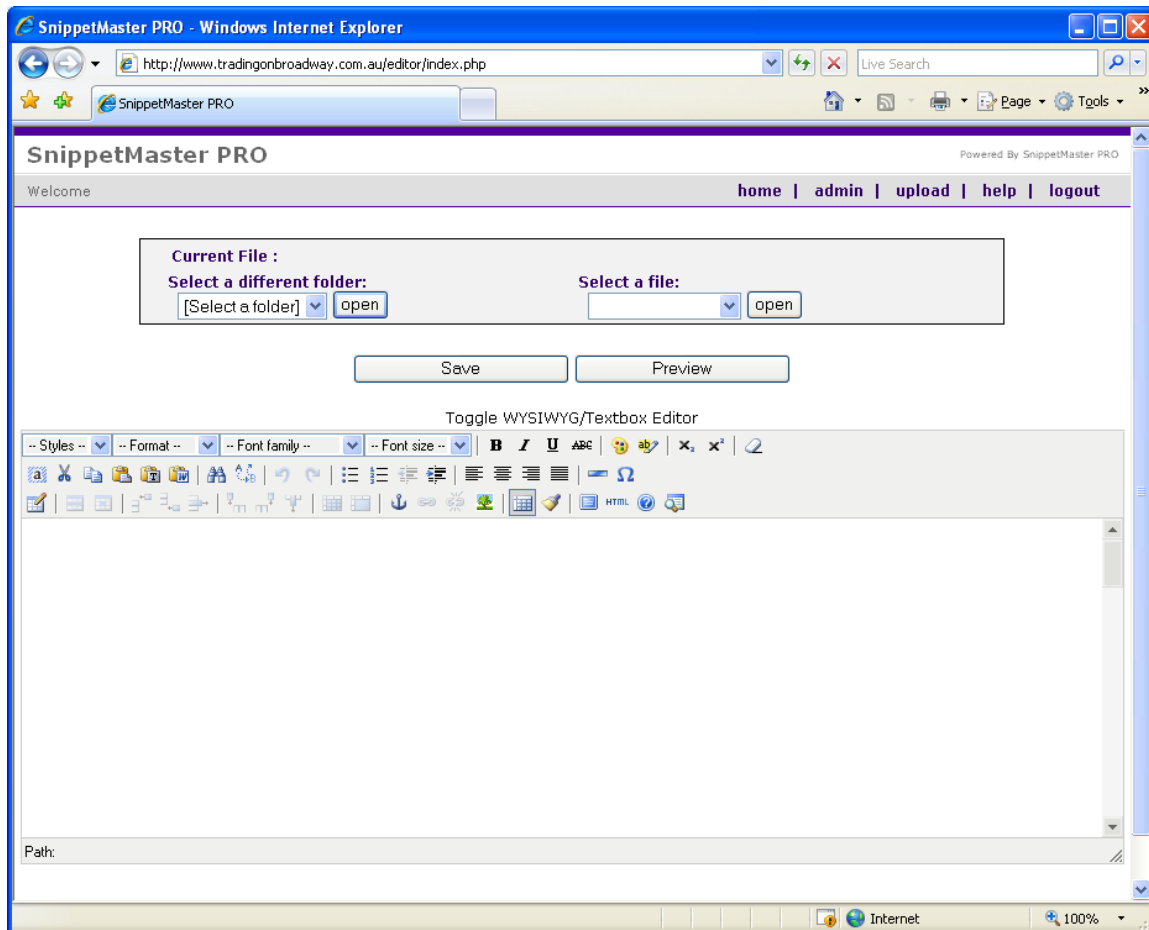 SnippetMaster PRO - Windows Internet Explorer
http://www.tradingonbroadway.com.au/editor/index.php
Live Search
SnippetMaster PRO
Page
Tools
SnippetMaster PRO
Powered By SnippetMaster PRO
Welcome
home | admin | upload | help | logout
Current File :
Select a different folder:
Select a file:
[Select a folder] open
open
Save
Preview
Toggle WYSIWYG/Textbox Editor
-- Styles -- -- Format -- -- Font family -- -- Font size -- B I U ABC ab x₂ x²
HTML
Path:
Internet
100%